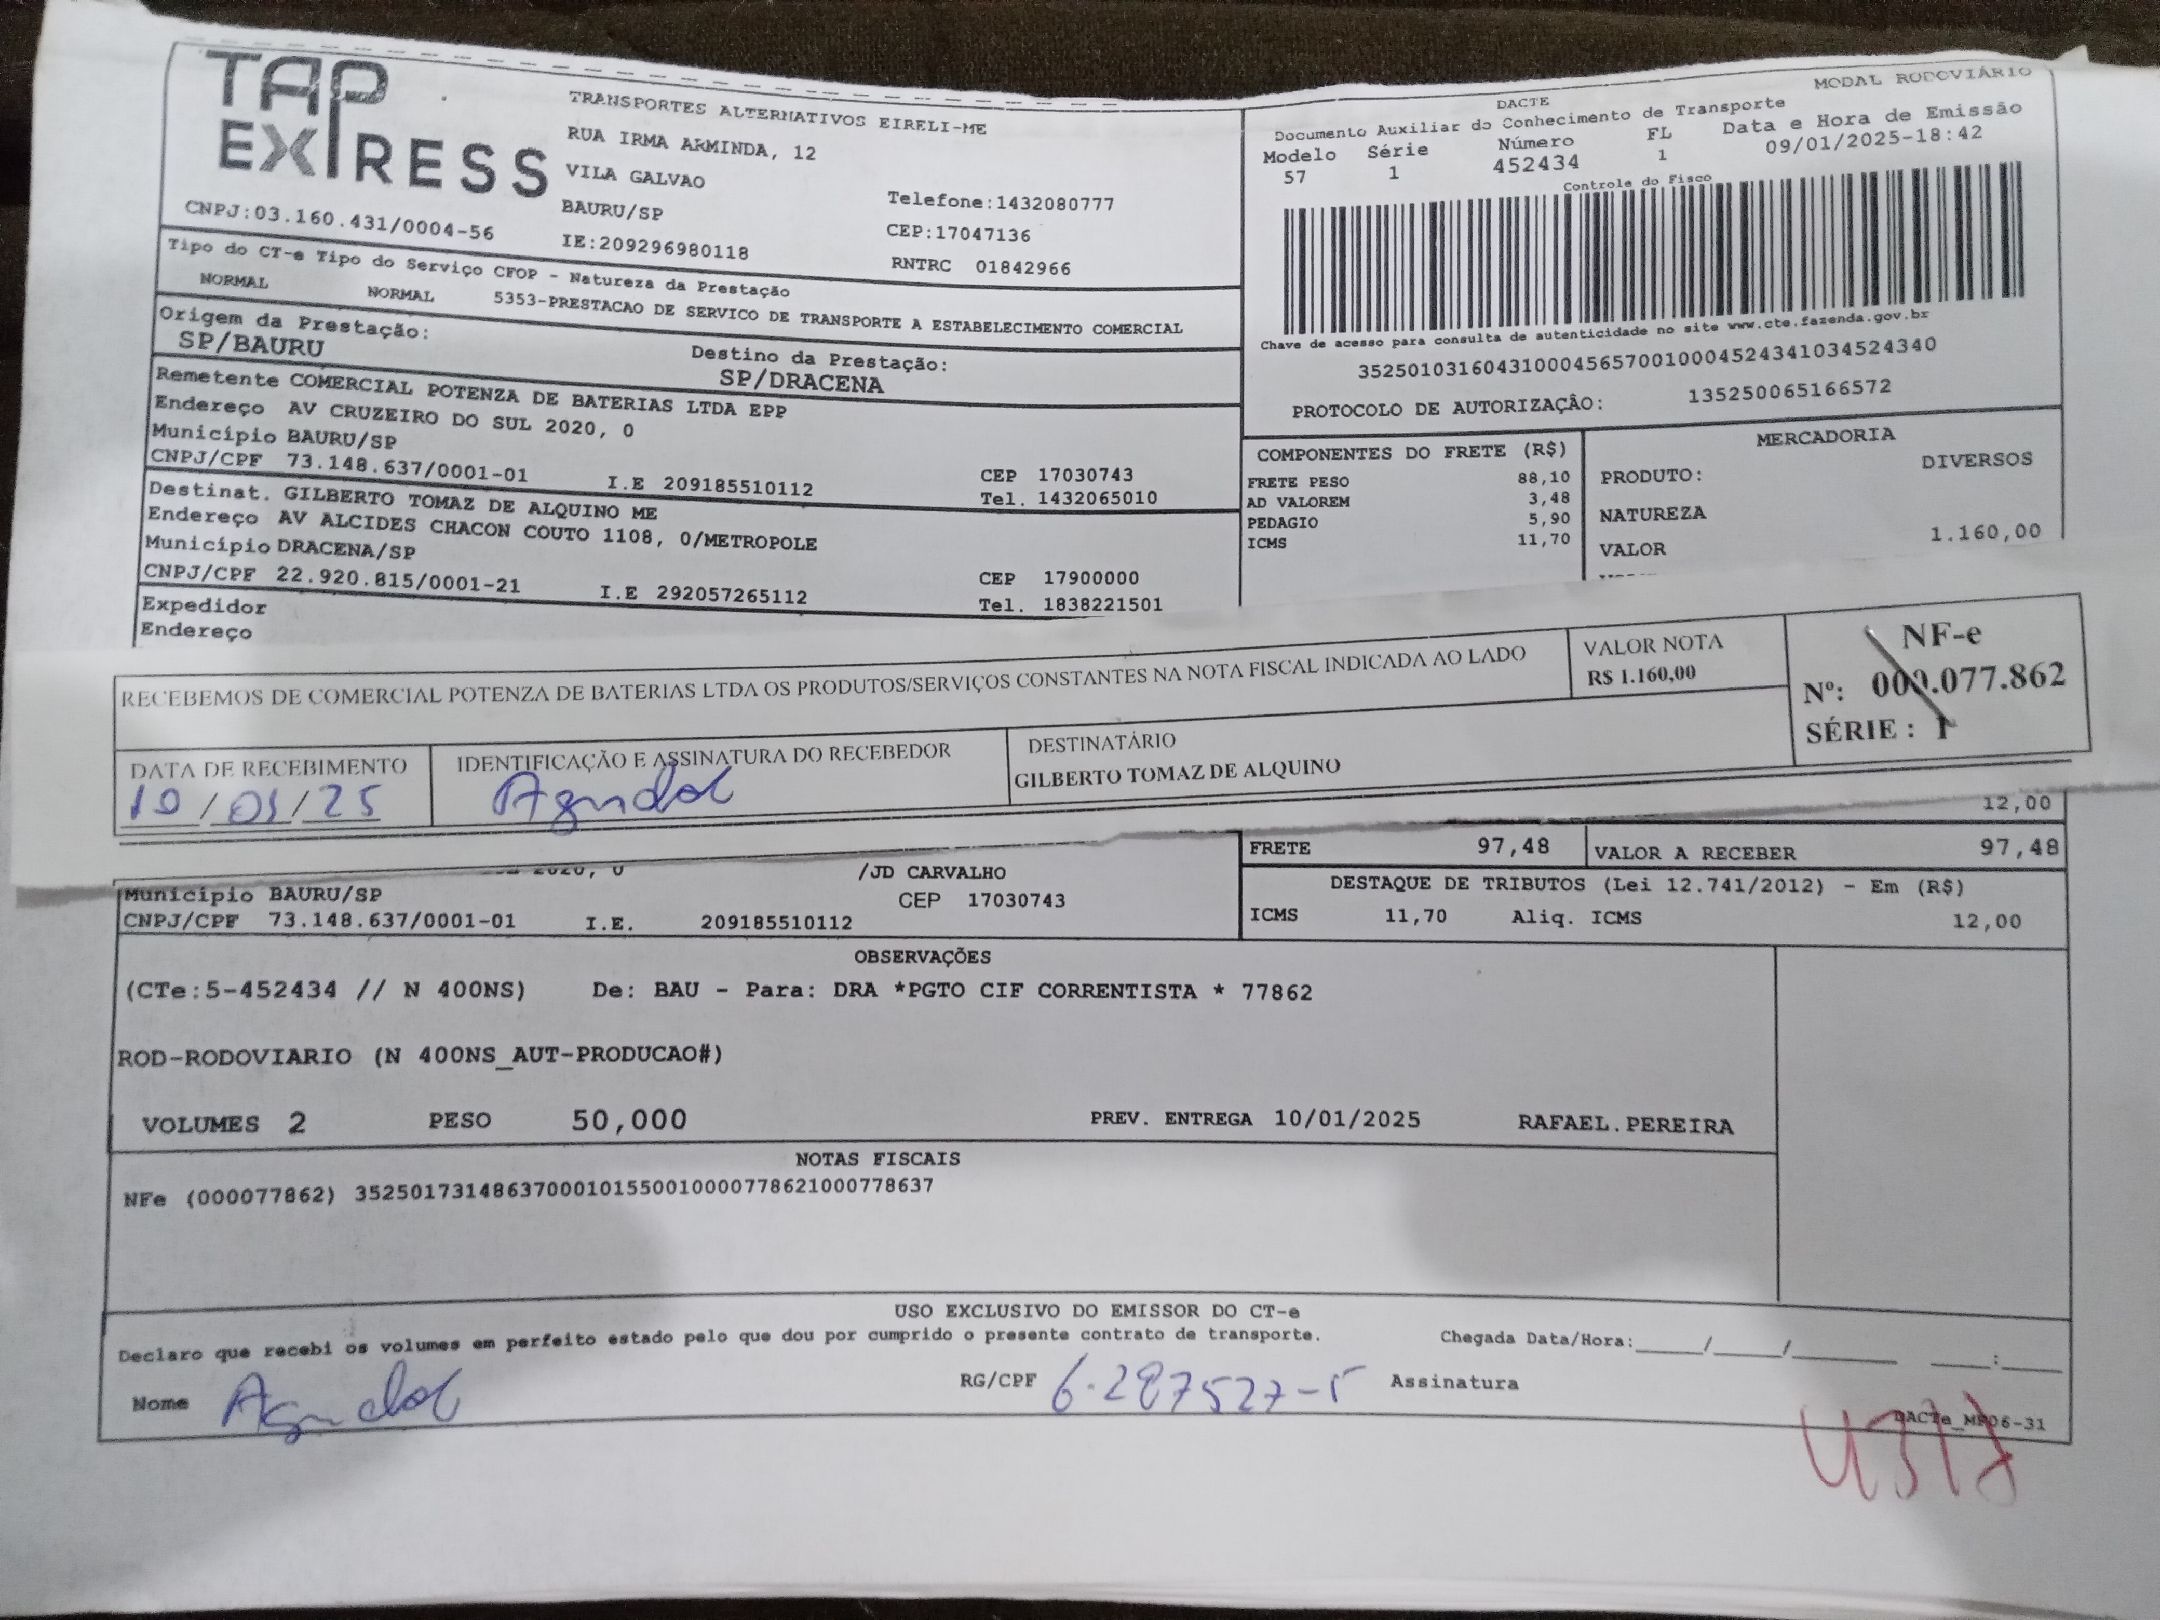 TAP EXPRESS
TRANSPORTES ALTERNATIVOS EIRELI-ME
RUA IRMA ARMINDA, 12
VILA GALVAO
BAURU/SP
Telefone:1432080777
CEP:17047136
CNPJ:03.160.431/0004-56
IE:209296980118
RNTRC 01842966
MODAL RODOVIÁRIO
DACTE
Documento Auxiliar do Conhecimento de Transporte
Modelo Série Número FL Data e Hora de Emissão
57 1 452434 1 09/01/2025-18:42
Controle do Fisco
Chave de acesso para consulta de autenticidade no site www.cte.fazenda.gov.br
35250103160431000456570010004524341034524340
PROTOCOLO DE AUTORIZAÇÂO: 135250065166572
Tipo do CT-e Tipo do Serviço CFOP - Natureza da Prestação
NORMAL NORMAL 5353-PRESTACAO DE SERVICO DE TRANSPORTE A ESTABELECIMENTO COMERCIAL
Origem da Prestação: Destino da Prestação:
SP/BAURU SP/DRACENA
Remetente COMERCIAL POTENZA DE BATERIAS LTDA EPP
Endereço AV CRUZEIRO DO SUL 2020, 0
Município BAURU/SP CEP 17030743
CNPJ/CPF 73.148.637/0001-01 I.E 209185510112 Tel. 1432065010
Destinat. GILBERTO TOMAZ DE ALQUINO ME
Endereço AV ALCIDES CHACON COUTO 1108, 0/METROPOLE
Município DRACENA/SP CEP 17900000
CNPJ/CPF 22.920.815/0001-21 I.E 292057265112 Tel. 1838221501
Expedidor
Endereço
COMPONENTES DO FRETE (R$)
FRETE PESO 88,10
AD VALOREM 3,48
PEDAGIO 5,90
ICMS 11,70
MERCADORIA
PRODUTO: DIVERSOS
NATUREZA
VALOR 1.160,00
RECEBEMOS DE COMERCIAL POTENZA DE BATERIAS LTDA OS PRODUTOS/SERVIÇOS CONSTANTES NA NOTA FISCAL INDICADA AO LADO
VALOR NOTA
R$ 1.160,00
NF-e
Nº: 000.077.862
SÉRIE : 1
DATA DE RECEBIMENTO
10/01/25
IDENTIFICAÇÃO E ASSINATURA DO RECEBEDOR
DESTINATÁRIO
GILBERTO TOMAZ DE ALQUINO
12,00
FRETE 97,48 VALOR A RECEBER 97,48
2020, 0 /JD CARVALHO
Município BAURU/SP CEP 17030743
CNPJ/CPF 73.148.637/0001-01 I.E. 209185510112
DESTAQUE DE TRIBUTOS (Lei 12.741/2012) - Em (R$)
ICMS 11,70 Aliq. ICMS 12,00
OBSERVAÇÕES
(CTe:5-452434 // N 400NS) De: BAU - Para: DRA *PGTO CIF CORRENTISTA * 77862
ROD-RODOVIARIO (N 400NS_AUT-PRODUCAO#)
VOLUMES 2 PESO 50,000 PREV. ENTREGA 10/01/2025 RAFAEL.PEREIRA
NOTAS FISCAIS
NFe (000077862) 35250173148637000101550010000778621000778637
USO EXCLUSIVO DO EMISSOR DO CT-e
Declaro que recebi os volumes em perfeito estado pelo que dou por cumprido o presente contrato de transporte. Chegada Data/Hora:____/____/______ ____:____
Nome RG/CPF 6.287527-5 Assinatura
DACTe_MP06-31